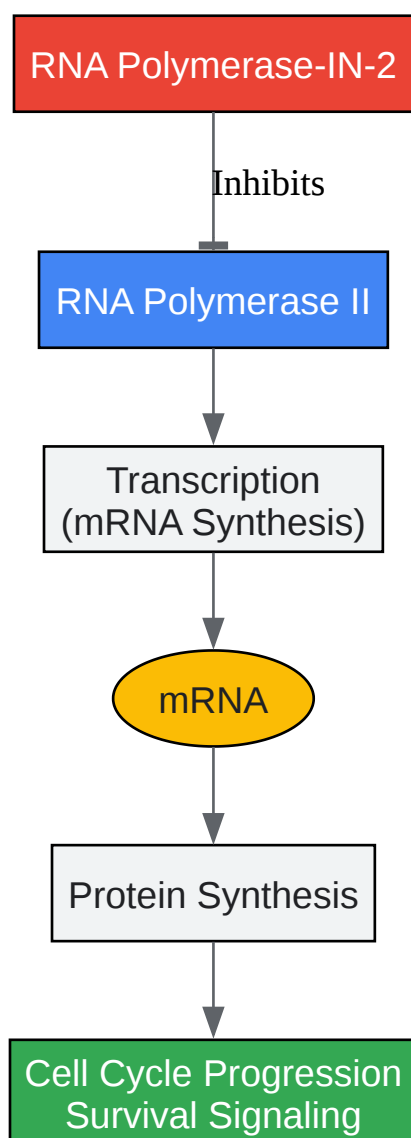 RNA Polymerase-IN-2
Inhibits
RNA Polymerase II
Transcription
(mRNA Synthesis)
mRNA
Protein Synthesis
Cell Cycle Progression
Survival Signaling